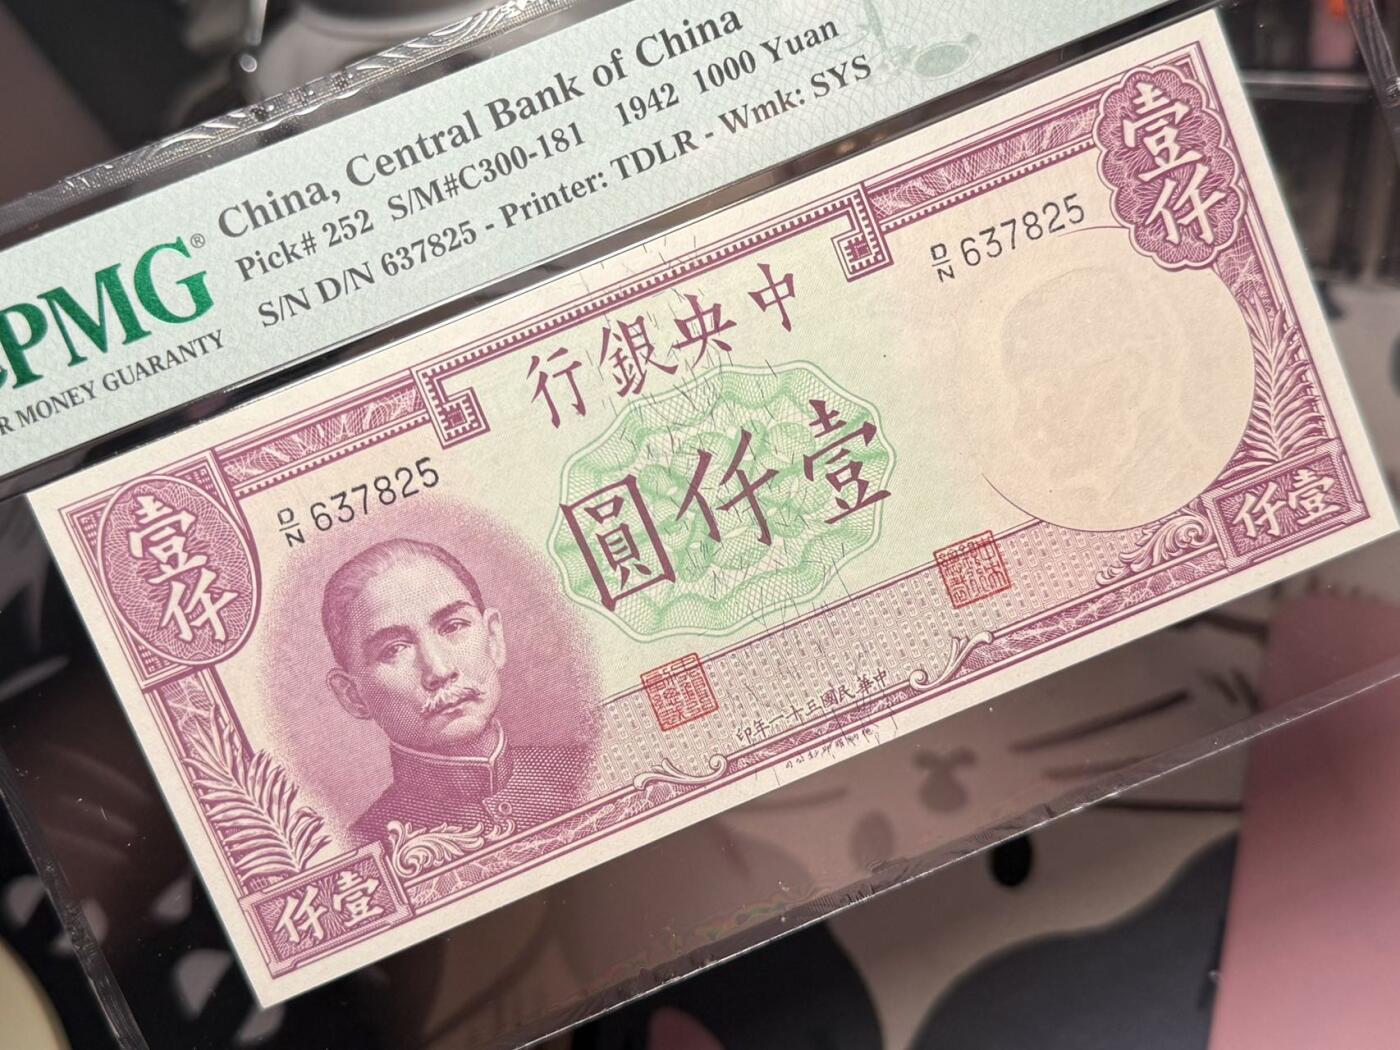 China, Central Bank of China
Pick# 252 S/M#C300-181 1942 1000 Yuan
S/N D/N 637825 - Printer: TDLR - Wmk: SYS
PMG®
R MONEY GUARANTY
壹仟
D/N 637825
行銀央中
圓仟壹
D/N 637825
壹仟
印年一十三國民華中
仟壹
仟壹